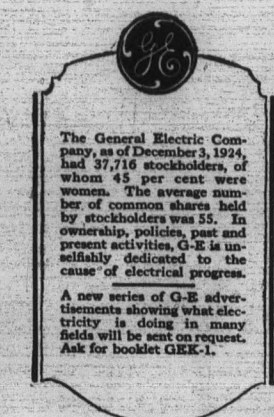 GE
The General Electric Com-
pany, as of December 3, 1924,
had 37,716 stockholders, of
whom 45 per cent were
women. The average num-
ber of common shares held
by stockholders was 55. In
ownership, policies, past and
present activities, G-E is un-
selfishly dedicated to the
cause of electrical progress.
A new series of G-E adver-
tisements showing what elec-
tricity is doing in many
fields will be sent on request.
Ask for booklet GEK-1.